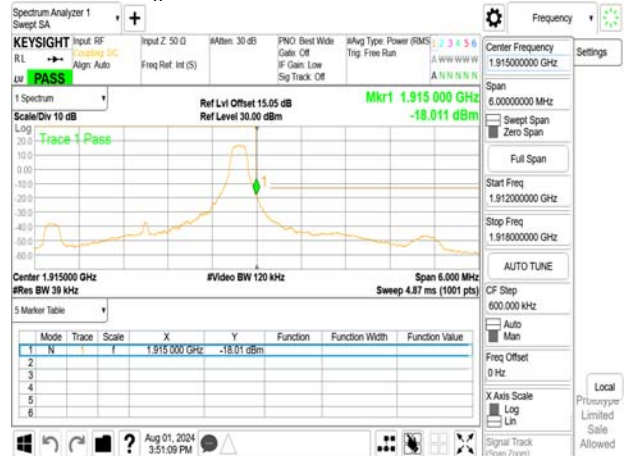 Spectrum Analyzer 1
Swept SA
+
Frequency
KEYSIGHT
Input: RF
Coupling: DC
Align: Auto
Input Z: 50 Ω
Freq Ref: Int (S)
#Atten: 30 dB
PNO: Best Wide
Gate: Off
IF Gain: Low
Sig Track: Off
#Avg Type: Power (RMS
Trig: Free Run
1 2 3 4 5 6
A W W W W W
A N N N N N
RL
LW
PASS
1 Spectrum
Scale/Div 10 dB
Ref Lvl Offset 15.05 dB
Ref Level 30.00 dBm
Mkr1 1.915 000 GHz
-18.011 dBm
Log
Trace 1 Pass
20.0
10.0
0.00
-10.0
-20.0
-30.0
-40.0
-50.0
-60.0
1
Center 1.915000 GHz
#Res BW 39 kHz
#Video BW 120 kHz
Span 6.000 MHz
Sweep 4.87 ms (1001 pts)
5 Marker Table
Mode Trace Scale X Y Function Function Width Function Value
1 N 1 f 1.915 000 GHz -18.01 dBm
2
3
4
5
6
Aug 01, 2024
3:51:09 PM
Center Frequency
1.915000000 GHz
Settings
Span
6.00000000 MHz
Swept Span
Zero Span
Full Span
Start Freq
1.912000000 GHz
Stop Freq
1.918000000 GHz
AUTO TUNE
CF Step
600.000 kHz
Auto
Man
Freq Offset
0 Hz
X Axis Scale
Log
Lin
Signal Track
(Span Zoom)
Local
Prototype
Limited
Sale
Allowed